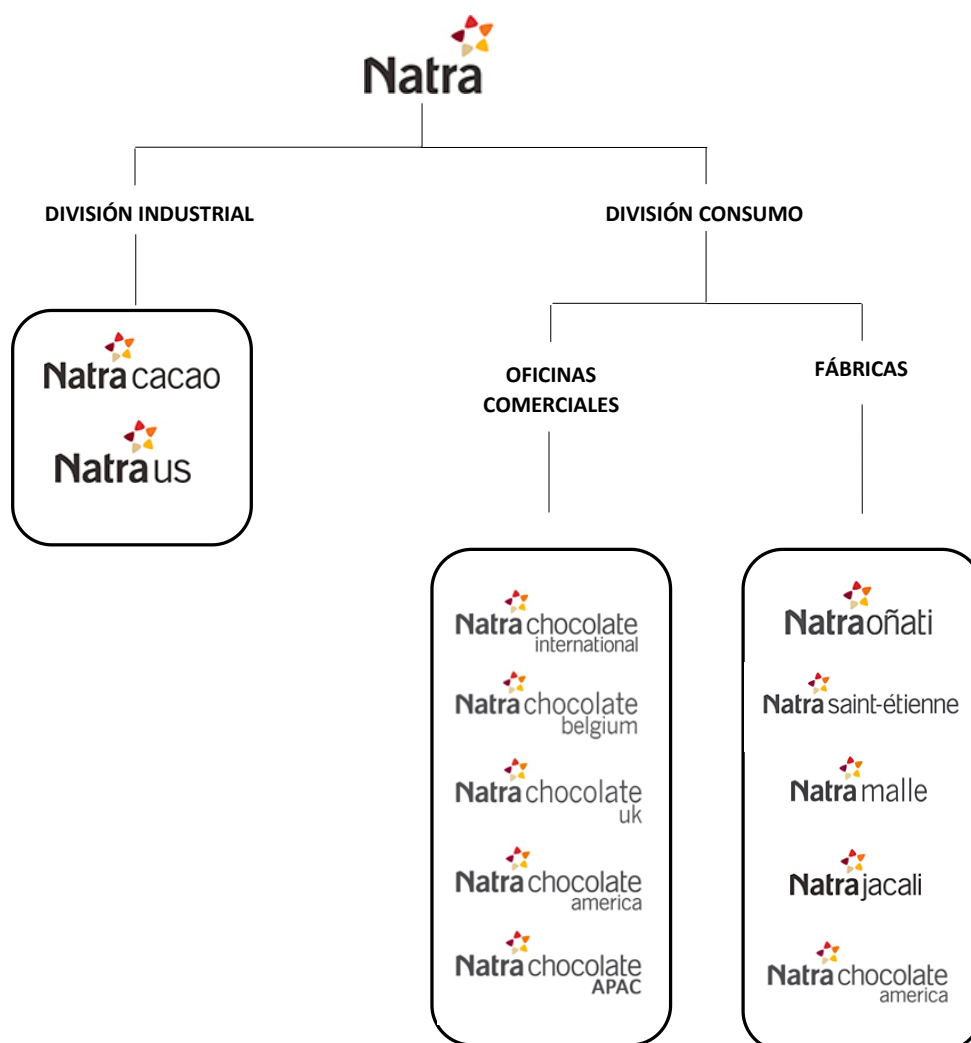 Natra
DIVISIÓN INDUSTRIAL
DIVISIÓN CONSUMO
Natra cacao
Natra us
OFICINAS
COMERCIALES
FÁBRICAS
Natra chocolate
international
Natra chocolate
belgium
Natra chocolate
uk
Natra chocolate
america
Natra chocolate
APAC
Natra oñati
Natra saint-étienne
Natra malle
Natra jacali
Natra chocolate
america